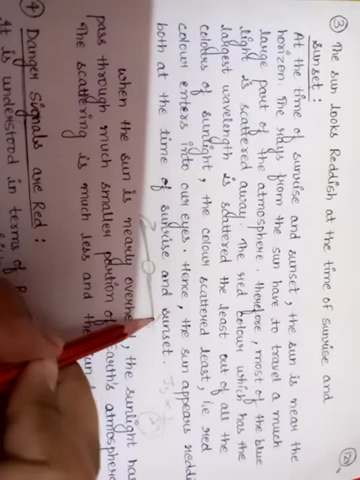 (3) The sun looks Reddish at the time of sunrise and
sunset :
At the time of sunrise and sunset, the sun is near the
horizon. The rays from the sun have to travel a much
large part of the atmosphere. therefore, most of the blue
light is scattered away. The red colour which has the
largest wavelength is scattered the least out of all the
colours of sunlight, the colour scattered least, i.e red
colour enters into our eyes. Hence, the sun appears
both at the time of sunrise and sunset.
when the sun is nearly the sunlight has
pass through much smaller portion of atmosphere
The scattering is much less and the
(4) Danger signals are Red :
It is understood in terms of